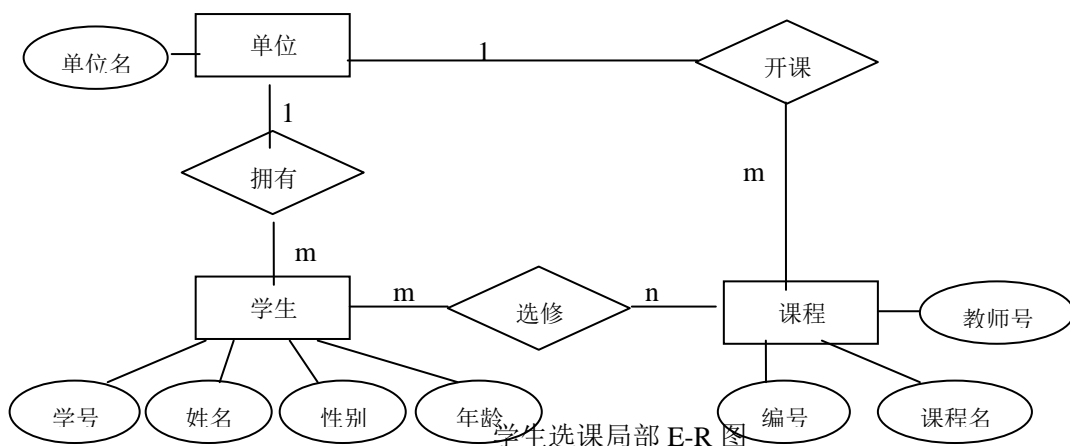 单位
单位名
1
开课
1
拥有
m
m
学生
m
选修
n
课程
教师号
学号
姓名
性别
年龄
编号
课程名
学生选课局部 E-R 图